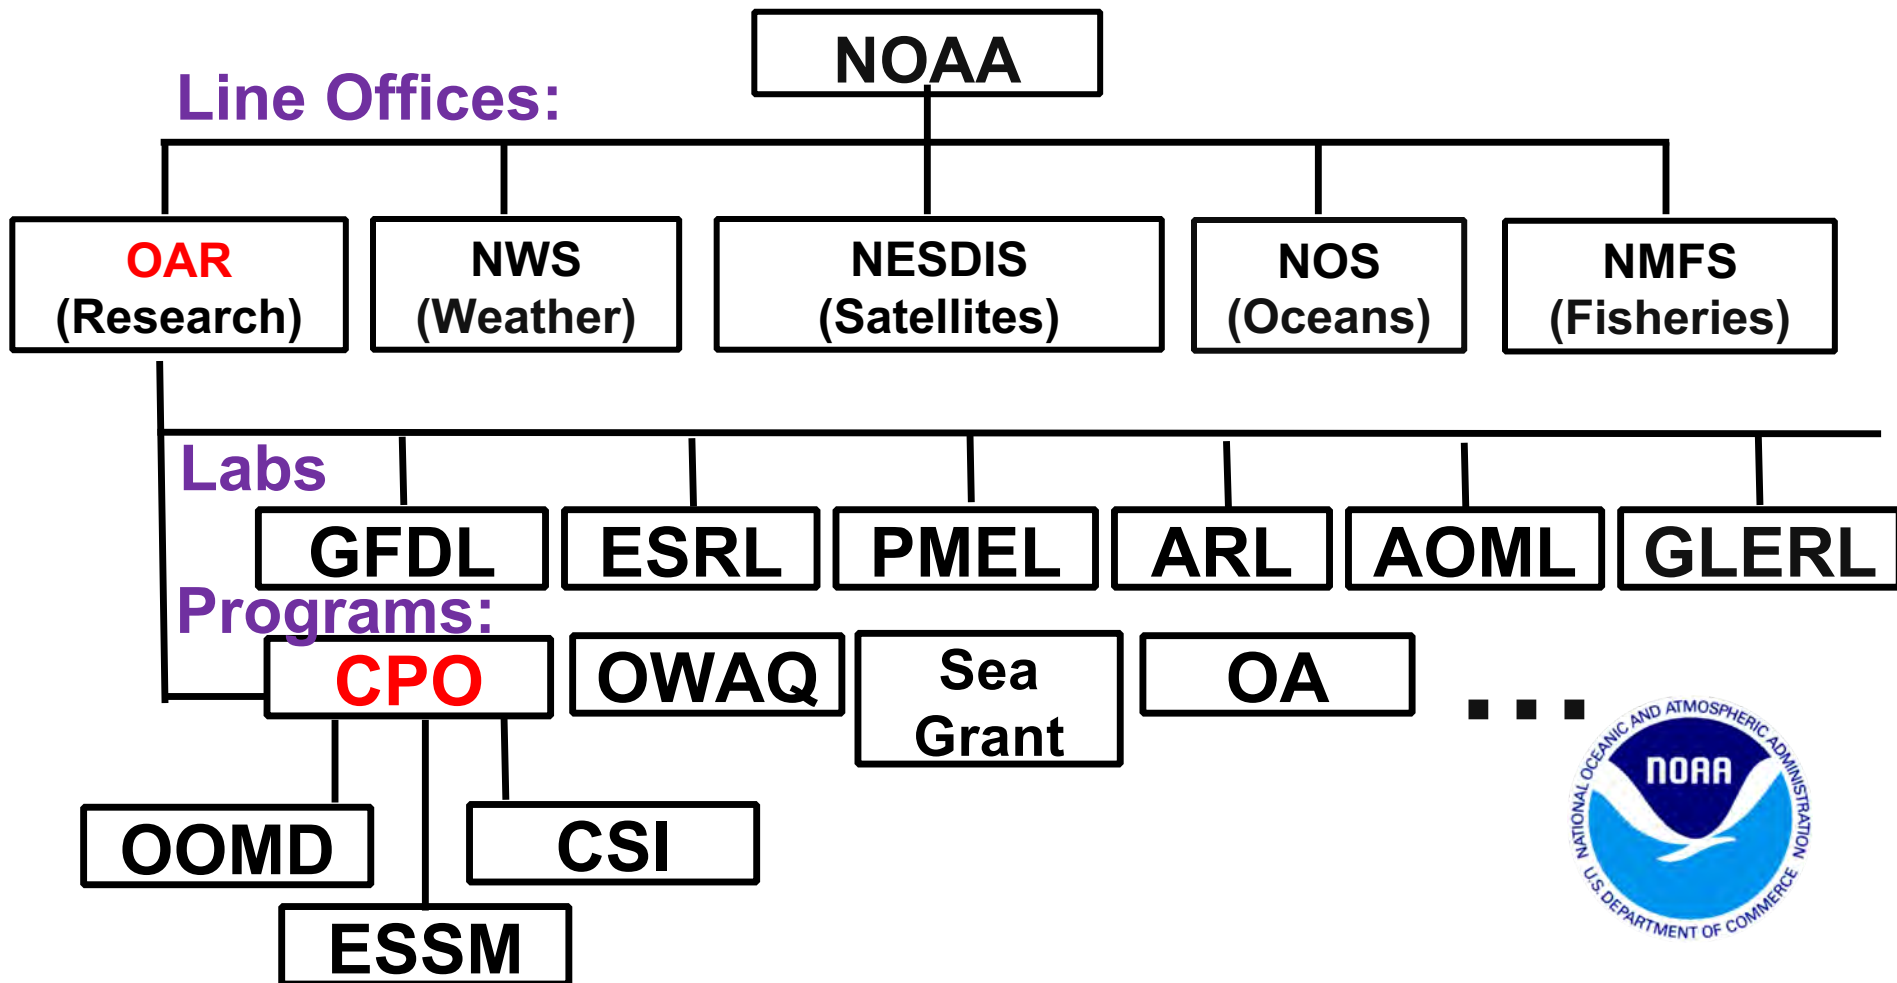 NOAA
Line Offices:
OAR
(Research)
NWS
(Weather)
NESDIS
(Satellites)
NOS
(Oceans)
NMFS
(Fisheries)
Labs
GFDL
ESRL
PMEL
ARL
AOML
GLERL
Programs:
CPO
OWAQ
Sea
Grant
OA
...
OOMD
CSI
ESSM
NATIONAL OCEANIC AND ATMOSPHERIC ADMINISTRATION
NOAA
U.S. DEPARTMENT OF COMMERCE